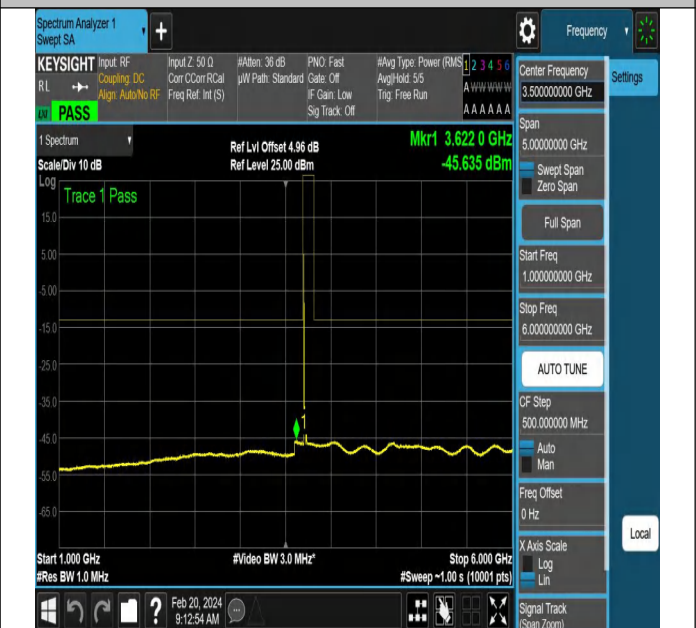 Spectrum Analyzer 1
Swept SA
+
Frequency
KEYSIGHT
RL
PASS
Input: RF
Coupling: DC
Align: Auto/No RF
Input Z: 50 Ω
Corr CCorr RCal
Freq Ref: Int (S)
#Atten: 36 dB
µW Path: Standard
PNO: Fast
Gate: Off
IF Gain: Low
Sig Track: Off
#Avg Type: Power (RMS
Avg|Hold: 5/5
Trig: Free Run
1 2 3 4 5 6
A W W W W W
A A A A A A
1 Spectrum
Scale/Div 10 dB
Ref Lvl Offset 4.96 dB
Ref Level 25.00 dBm
Mkr1 3.622 0 GHz
-45.635 dBm
Log
Trace 1 Pass
15.0
5.00
-5.00
-15.0
-25.0
-35.0
-45.0
-55.0
-65.0
1
Start 1.000 GHz
#Res BW 1.0 MHz
#Video BW 3.0 MHz*
Stop 6.000 GHz
#Sweep ~1.00 s (10001 pts)
Feb 20, 2024
9:12:54 AM
?
Center Frequency
3.500000000 GHz
Settings
Span
5.00000000 GHz
Swept Span
Zero Span
Full Span
Start Freq
1.000000000 GHz
Stop Freq
6.000000000 GHz
AUTO TUNE
CF Step
500.000000 MHz
Auto
Man
Freq Offset
0 Hz
Local
X Axis Scale
Log
Lin
Signal Track
(Span Zoom)